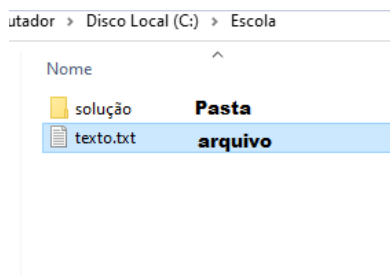 utador > Disco Local (C:) > Escola
Nome
solução Pasta
texto.txt arquivo